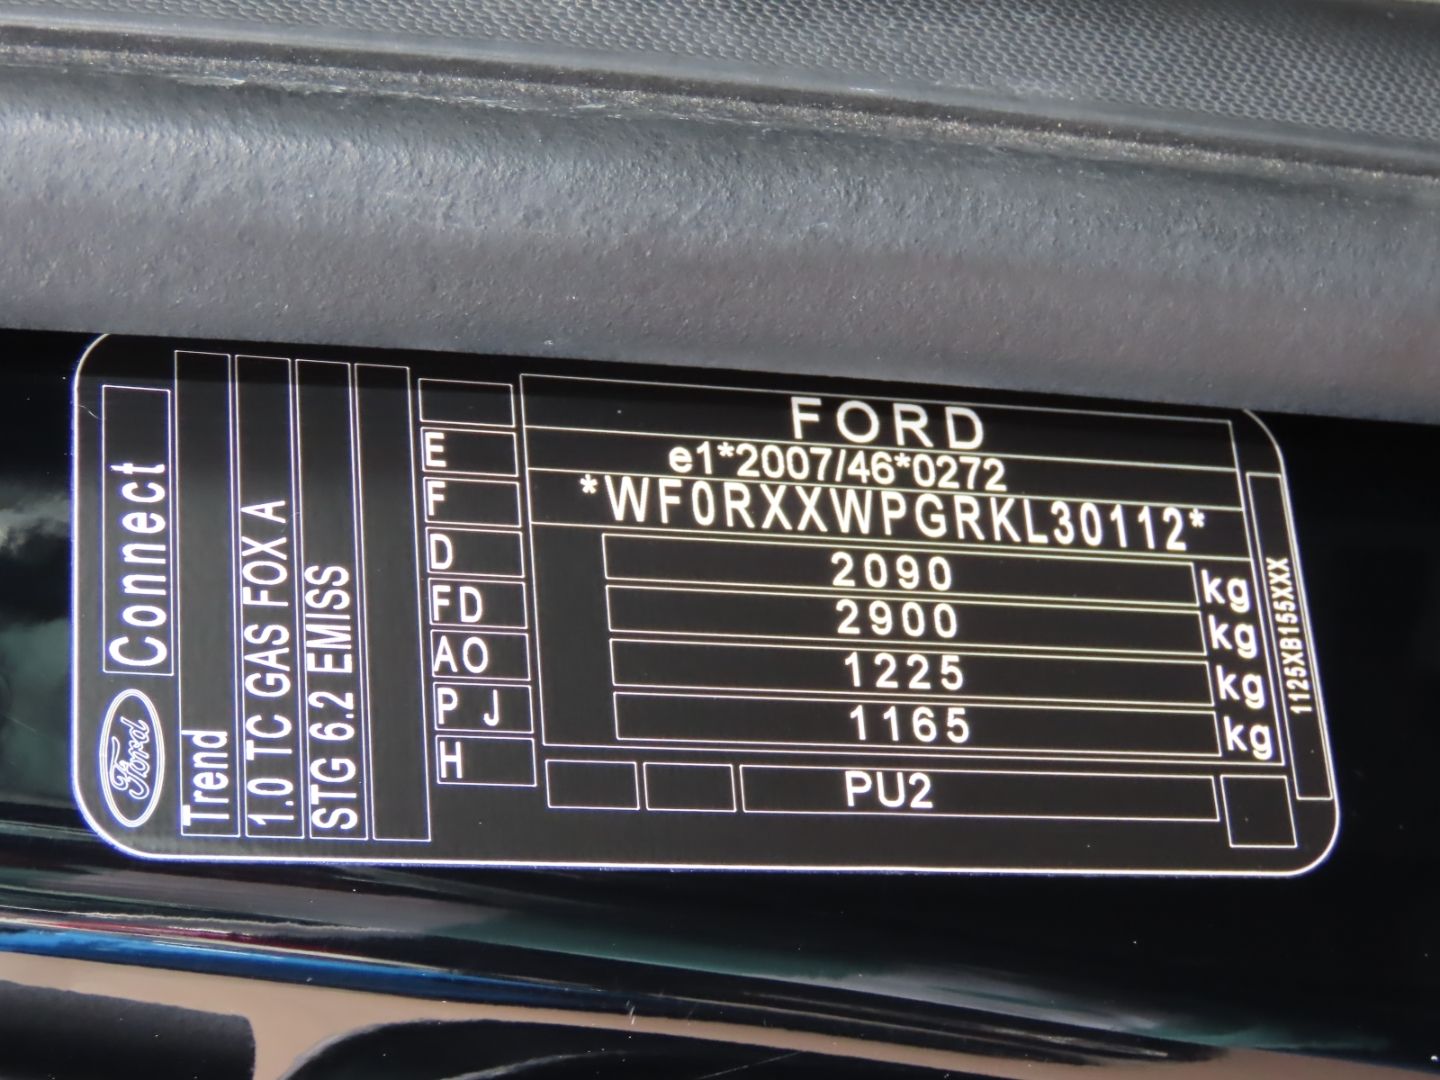 Ford Connect
Trend
1.0 TC GAS FOX A
STG 6.2 EMISS
FORD
E
e1*2007/46*0272
F
*WF0RXXWPGRKL30112*
D
2090 kg
FD
2900 kg
AO
1225 kg
PJ
1165 kg
H
PU2
1125XB155XXX